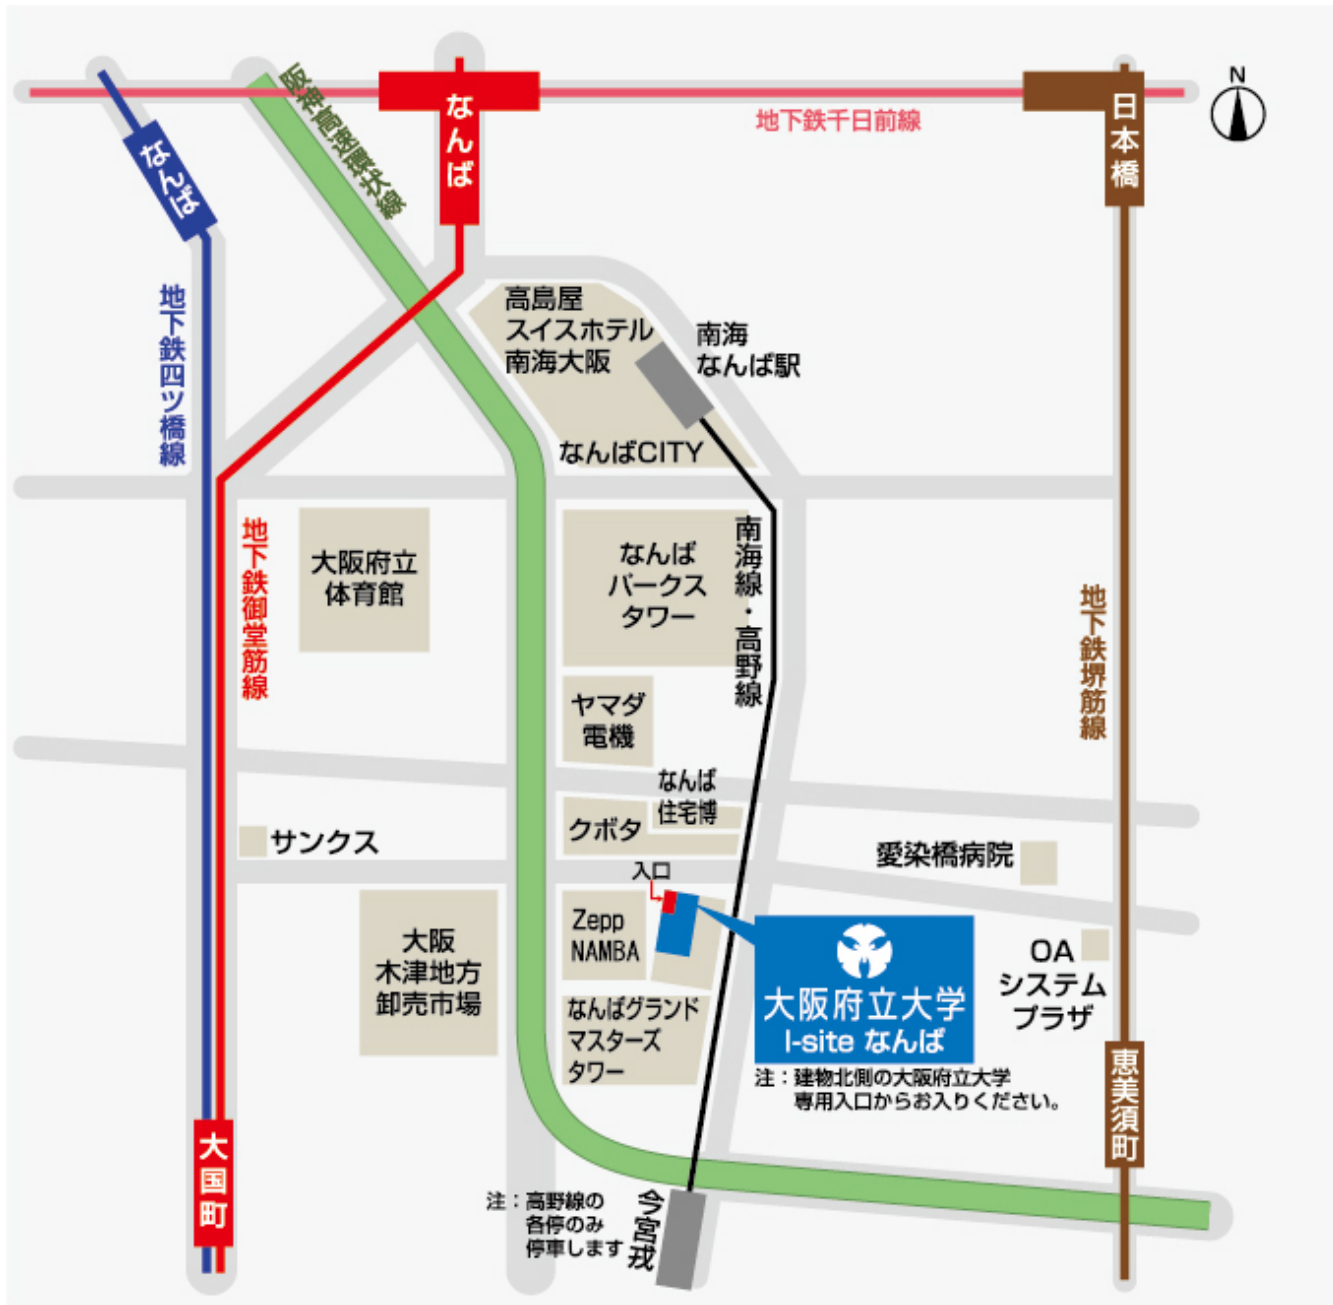 N
なんば
日本橋
地下鉄千日前線
阪神高速環状線
なんば
地下鉄四ツ橋線
高島屋
スイスホテル
南海大阪
南海
なんば駅
なんばCITY
地下鉄御堂筋線
大阪府立
体育館
なんば
パークス
タワー
南海線・高野線
地下鉄堺筋線
ヤマダ
電機
なんば
住宅博
クボタ
サンクス
愛染橋病院
入口
Zepp
NAMBA
大阪
木津地方
卸売市場
大阪府立大学
I-site なんば
OA
システム
プラザ
なんばグランド
マスターズ
タワー
注：建物北側の大阪府立大学
専用入口からお入りください。
恵美須町
大国町
注：高野線の
各停のみ
停車します
今宮戎